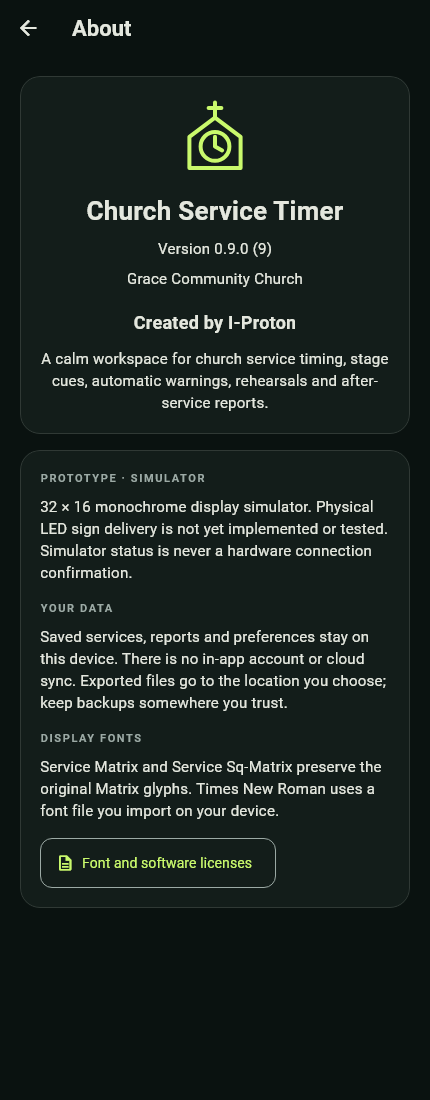 About
Church Service Timer
Version 0.9.0 (9)
Grace Community Church
Created by I-Proton
A calm workspace for church service timing, stage
cues, automatic warnings, rehearsals and after-
service reports.
PROTOTYPE · SIMULATOR
32 × 16 monochrome display simulator. Physical
LED sign delivery is not yet implemented or tested.
Simulator status is never a hardware connection
confirmation.
YOUR DATA
Saved services, reports and preferences stay on
this device. There is no in-app account or cloud
sync. Exported files go to the location you choose;
keep backups somewhere you trust.
DISPLAY FONTS
Service Matrix and Service Sq-Matrix preserve the
original Matrix glyphs. Times New Roman uses a
font file you import on your device.
Font and software licenses